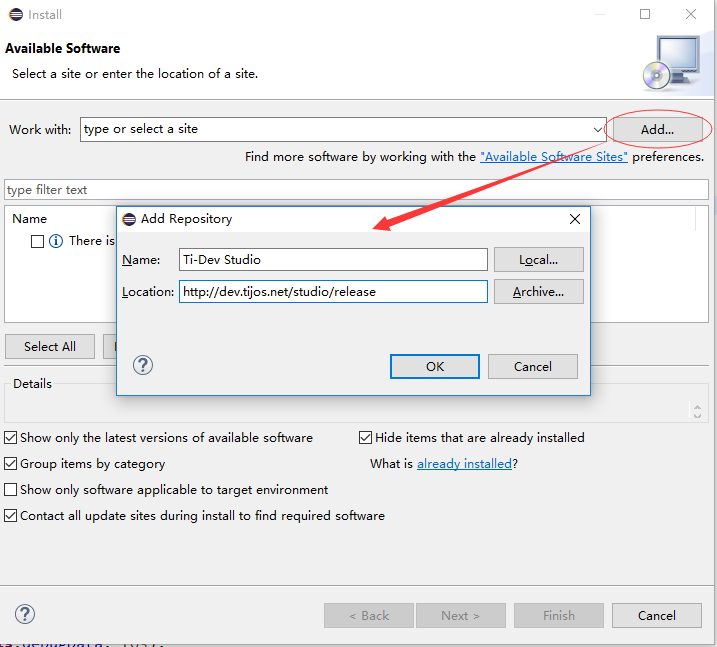 Install
Available Software
Select a site or enter the location of a site.
Work with: type or select a site Add...
Find more software by working with the "Available Software Sites" preferences.
type filter text
Name
There is
Add Repository
Name: Ti-Dev Studio Local...
Location: http://dev.tijos.net/studio/release Archive...
OK Cancel
Select All
Details
Show only the latest versions of available software Hide items that are already installed
Group items by category What is already installed?
Show only software applicable to target environment
Contact all update sites during install to find required software
< Back Next > Finish Cancel